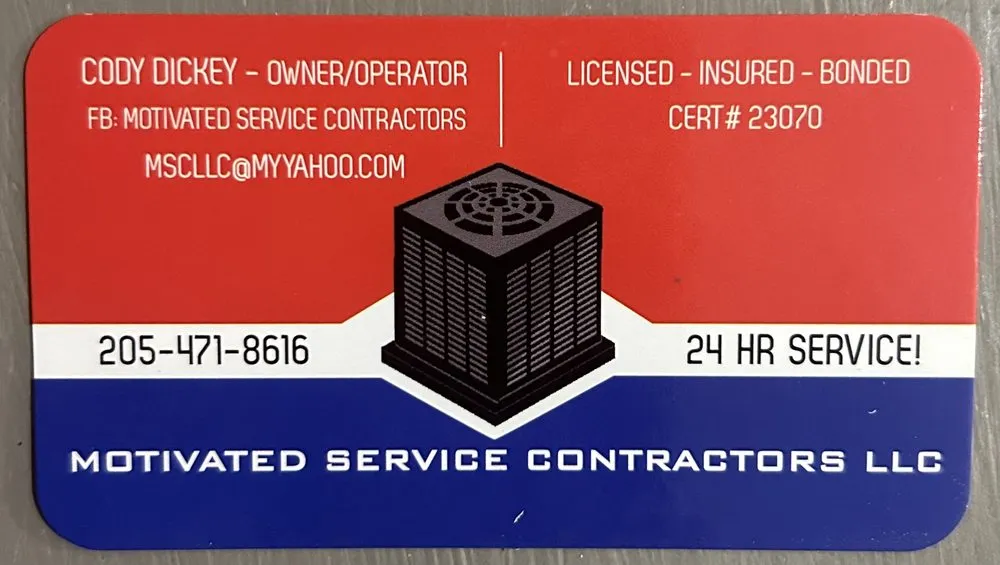 CODY DICKEY - OWNER/OPERATOR
FB: MOTIVATED SERVICE CONTRACTORS
MSCLLC@MYYAHOO.COM
LICENSED - INSURED - BONDED
CERT# 23070
205-471-8616
24 HR SERVICE!
MOTIVATED SERVICE CONTRACTORS LLC